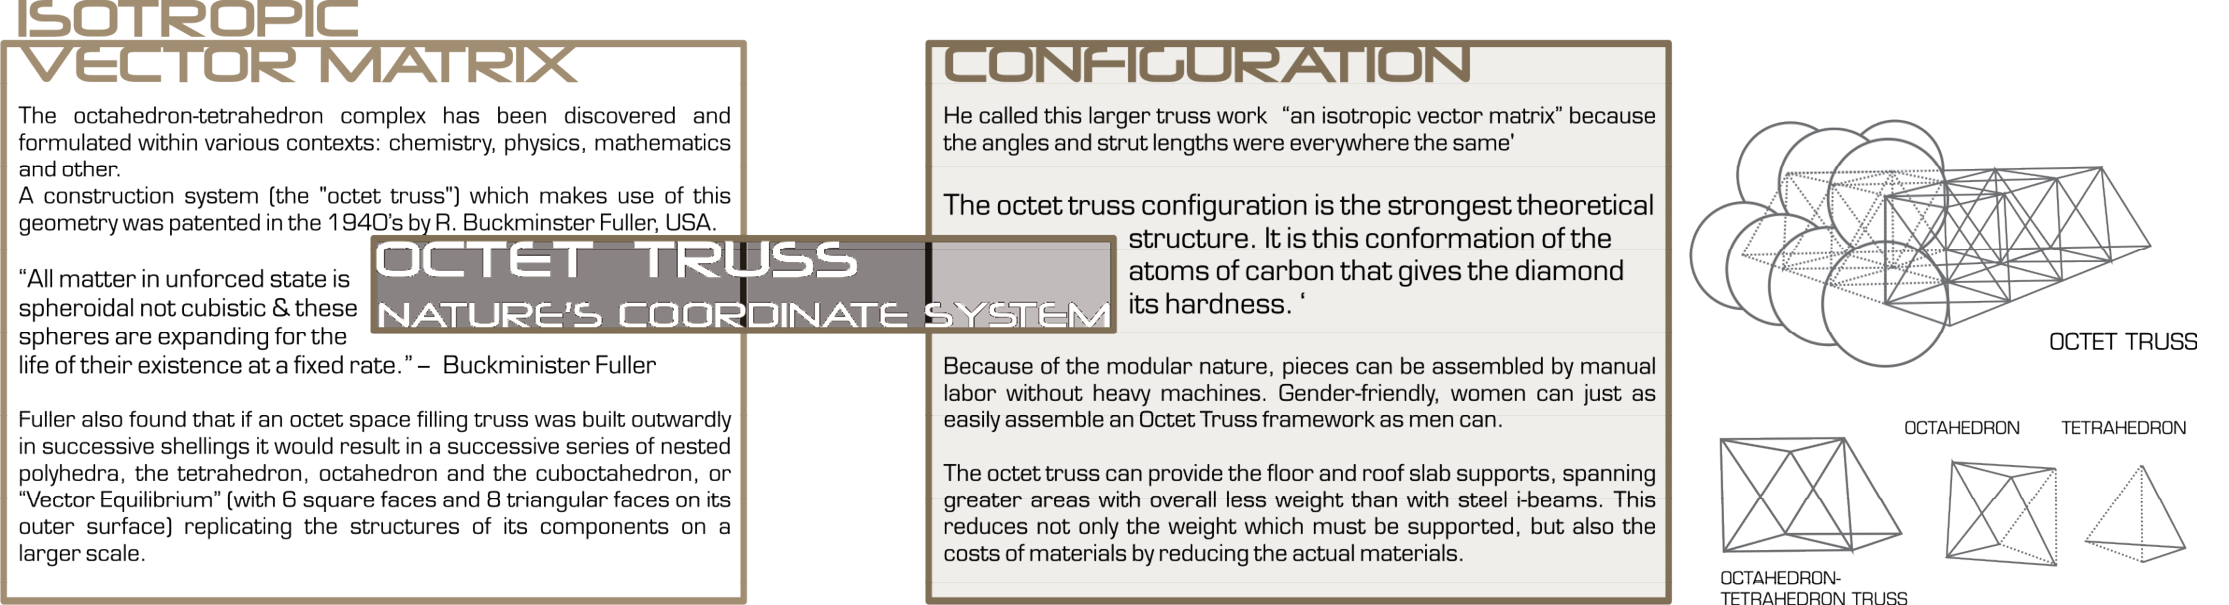 ISOTROPIC
VECTOR MATRIX
The octahedron-tetrahedron complex has been discovered and
formulated within various contexts: chemistry, physics, mathematics
and other.
A construction system (the "octet truss") which makes use of this
geometry was patented in the 1940's by R. Buckminster Fuller, USA.
“All matter in unforced state is
spheroidal not cubistic & these
spheres are expanding for the
life of their existence at a fixed rate.” – Buckminister Fuller
Fuller also found that if an octet space filling truss was built outwardly
in successive shellings it would result in a successive series of nested
polyhedra, the tetrahedron, octahedron and the cuboctahedron, or
“Vector Equilibrium” (with 6 square faces and 8 triangular faces on its
outer surface) replicating the structures of its components on a
larger scale.
OCTET TRUSS
NATURE'S COORDINATE SYSTEM
CONFIGURATION
He called this larger truss work “an isotropic vector matrix” because
the angles and strut lengths were everywhere the same'
The octet truss configuration is the strongest theoretical
structure. It is this conformation of the
atoms of carbon that gives the diamond
its hardness. ‘
Because of the modular nature, pieces can be assembled by manual
labor without heavy machines. Gender-friendly, women can just as
easily assemble an Octet Truss framework as men can.
The octet truss can provide the floor and roof slab supports, spanning
greater areas with overall less weight than with steel i-beams. This
reduces not only the weight which must be supported, but also the
costs of materials by reducing the actual materials.
OCTET TRUSS
OCTAHEDRON
TETRAHEDRON
OCTAHEDRON-
TETRAHEDRON TRUSS